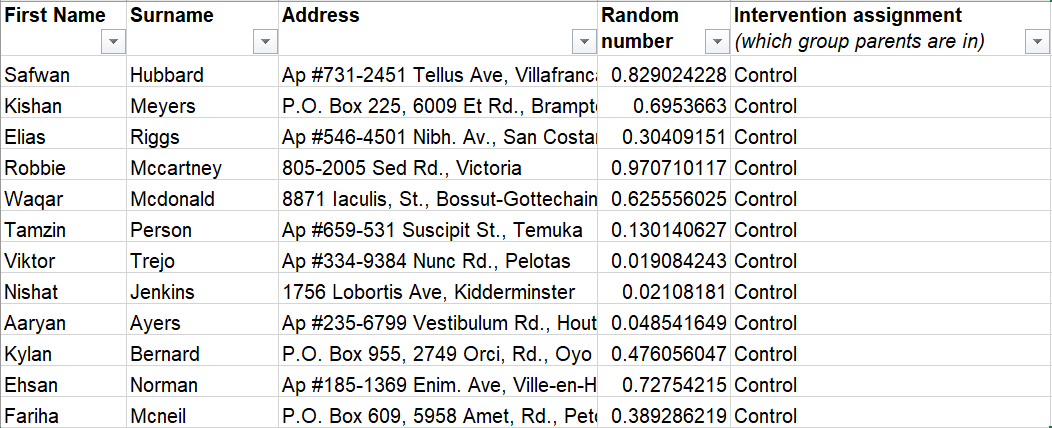 First Name Surname Address Random number Intervention assignment (which group parents are in)
Safwan Hubbard Ap #731-2451 Tellus Ave, Villafranca 0.829024228 Control
Kishan Meyers P.O. Box 225, 6009 Et Rd., Brampt 0.6953663 Control
Elias Riggs Ap #546-4501 Nibh. Av., San Costa 0.30409151 Control
Robbie Mccartney 805-2005 Sed Rd., Victoria 0.970710117 Control
Waqar Mcdonald 8871 Iaculis, St., Bossut-Gottechain 0.625556025 Control
Tamzin Person Ap #659-531 Suscipit St., Temuka 0.130140627 Control
Viktor Trejo Ap #334-9384 Nunc Rd., Pelotas 0.019084243 Control
Nishat Jenkins 1756 Lobortis Ave, Kidderminster 0.02108181 Control
Aaryan Ayers Ap #235-6799 Vestibulum Rd., Hout 0.048541649 Control
Kylan Bernard P.O. Box 955, 2749 Orci, Rd., Oyo 0.476056047 Control
Ehsan Norman Ap #185-1369 Enim. Ave, Ville-en-H 0.72754215 Control
Fariha Mcneil P.O. Box 609, 5958 Amet, Rd., Pet 0.389286219 Control